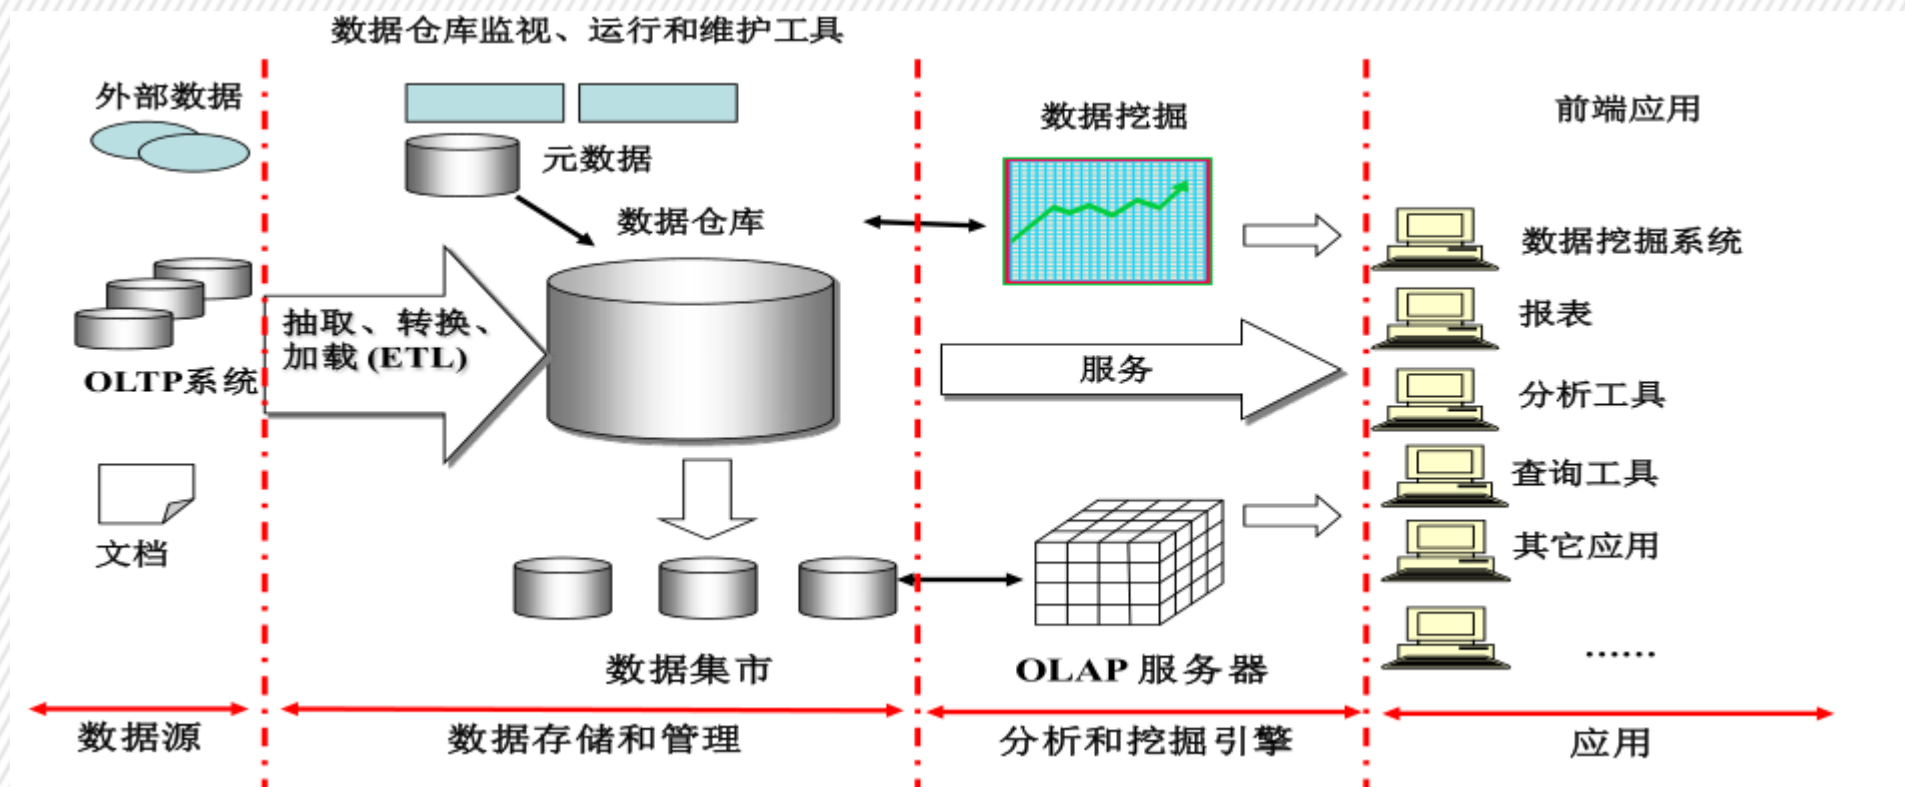 数据仓库监视、运行和维护工具
外部数据
OLTP系统
文档
元数据
数据仓库
抽取、转换、
加载 (ETL)
数据集市
数据挖掘
服务
OLAP 服务器
前端应用
数据挖掘系统
报表
分析工具
查询工具
其它应用
......
数据源
数据存储和管理
分析和挖掘引擎
应用